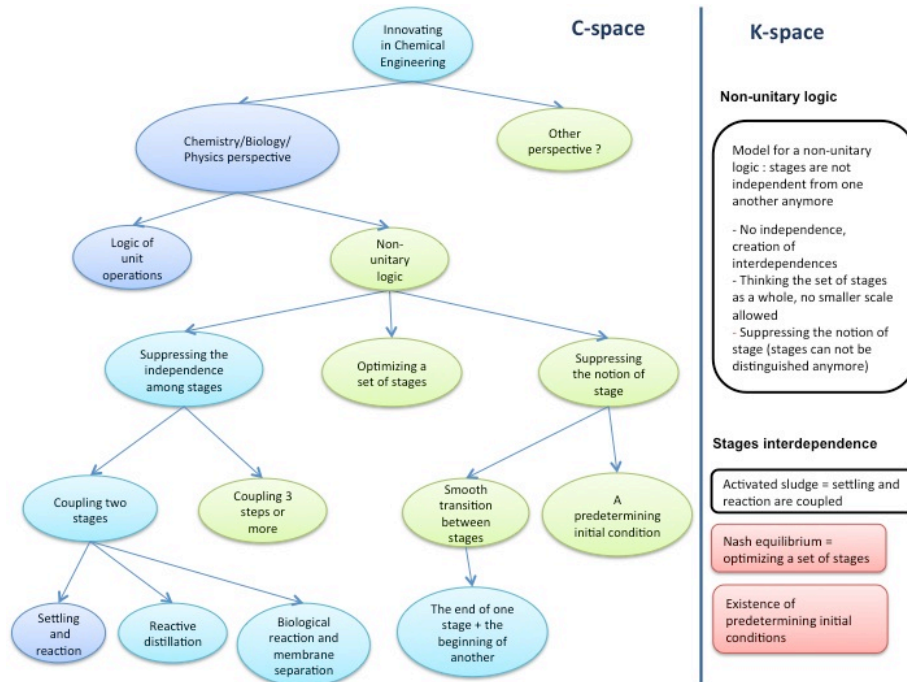 Innovating
in Chemical
Engineering
C-space
K-space
Chemistry/Biology/
Physics perspective
Other
perspective ?
Logic of
unit
operations
Non-
unitary
logic
Suppressing the
independence
among stages
Optimizing a
set of stages
Suppressing
the notion of
stage
Coupling two
stages
Coupling 3
steps or
more
Smooth
transition
between
stages
A
predetermining
initial condition
Settling
and
reaction
Reactive
distillation
Biological
reaction and
membrane
separation
The end of one
stage + the
beginning of
another
Non-unitary logic
Model for a non-unitary
logic : stages are not
independent from one
another anymore
- No independence,
creation of
interdependences
- Thinking the set of stages
as a whole, no smaller scale
allowed
- Suppressing the notion of
stage (stages can not be
distinguished anymore)
Stages interdependence
Activated sludge = settling and
reaction are coupled
Nash equilibrium =
optimizing a set of stages
Existence of
predetermining initial
conditions